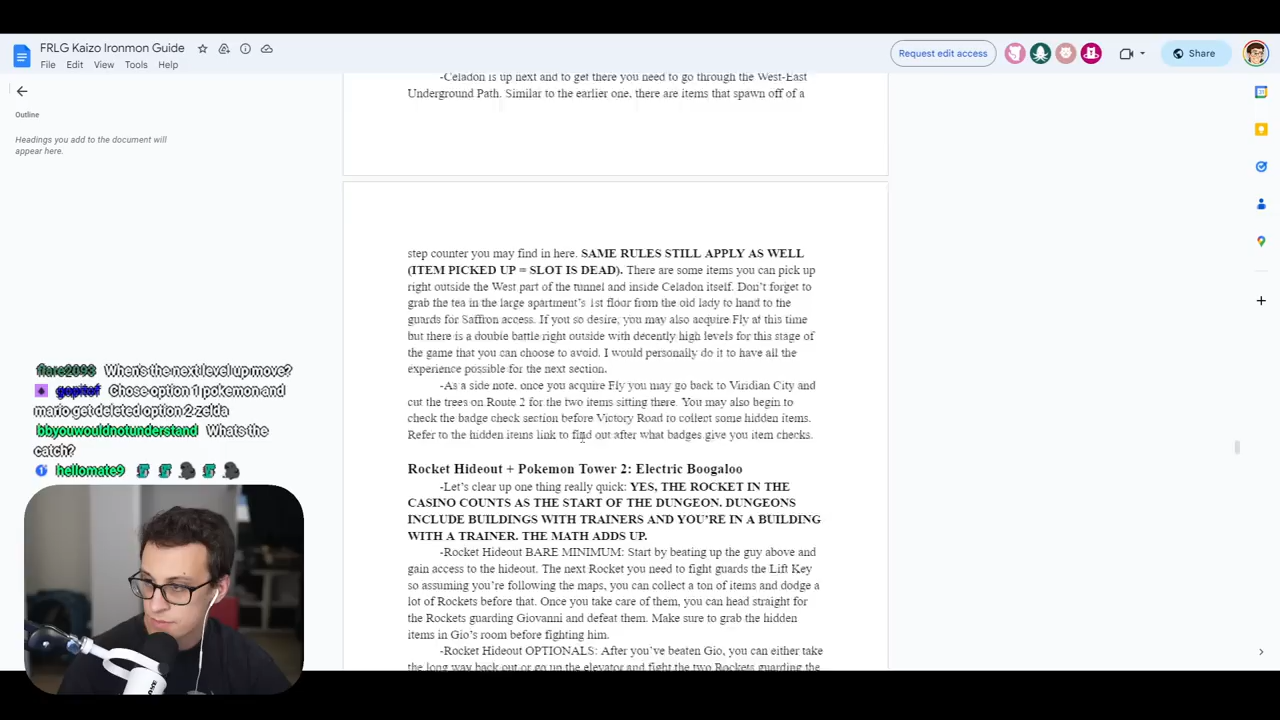 FRLG Kaizo Ironmon Guide
File Edit View Tools Help
Request edit access
Share
Outline
Headings you add to the document will
appear here.
-Celadon is up next and to get there you need to go through the West-East
Underground Path. Similar to the earlier one, there are items that spawn off of a
step counter you may find in here. SAME RULES STILL APPLY AS WELL
(ITEM PICKED UP = SLOT IS DEAD). There are some items you can pick up
right outside the West part of the tunnel and inside Celadon itself. Don't forget to
grab the tea in the large apartment's 1st floor from the old lady to hand to the
guards for Saffron access. If you so desire, you may also acquire Fly at this time
but there is a double battle right outside with decently high levels for this stage of
the game that you can choose to avoid. I would personally do it to have all the
experience possible for the next section.
-As a side note, once you acquire Fly you may go back to Viridian City and
cut the trees on Route 2 for the two items sitting there. You may also begin to
check the badge check section before Victory Road to collect some hidden items.
Refer to the hidden items link to find out after what badges give you item checks.
Rocket Hideout + Pokemon Tower 2: Electric Boogaloo
-Let's clear up one thing really quick: YES, THE ROCKET IN THE
CASINO COUNTS AS THE START OF THE DUNGEON. DUNGEONS
INCLUDE BUILDINGS WITH TRAINERS AND YOU'RE IN A BUILDING
WITH A TRAINER. THE MATH ADDS UP.
-Rocket Hideout BARE MINIMUM: Start by beating up the guy above and
gain access to the hideout. The next Rocket you need to fight guards the Lift Key
so assuming you're following the maps, you can collect a ton of items and dodge a
lot of Rockets before that. Once you take care of them, you can head straight for
the Rockets guarding Giovanni and defeat them. Make sure to grab the hidden
items in Gio's room before fighting him.
-Rocket Hideout OPTIONALS: After you've beaten Gio, you can either take
the long way back out or go up the elevator and fight the two Rockets guarding the
flare2093 When's the next level up move?
gopitof Chose option 1 pokemon and
mario get deleted option 2 zelda
bbyouwouldnotunderstand Whats the
catch?
hellomate9